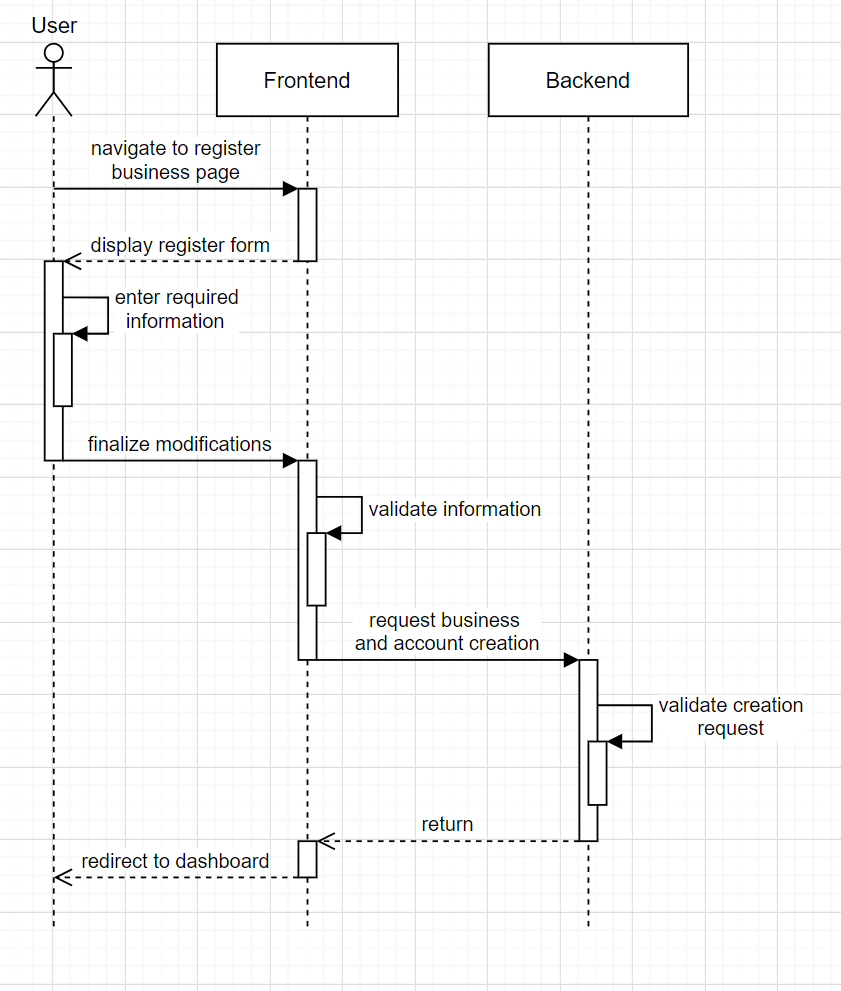 User
Frontend
Backend
navigate to register
business page
display register form
enter required
information
finalize modifications
validate information
request business
and account creation
validate creation
request
return
redirect to dashboard